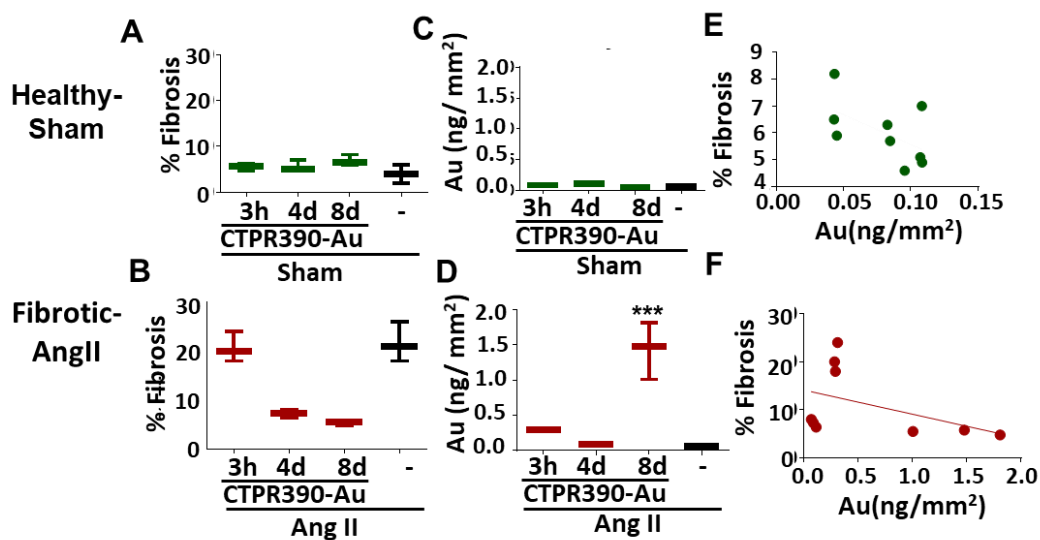 A
% Fibrosis
30
20
10
0
3h 4d 8d -
CTPR390-Au
Sham
C
Au (ng/ mm²)
2.0
1.5
1.0
0.5
0.0
3h 4d 8d -
CTPR390-Au
Sham
E
% Fibrosis
9
8
7
6
5
4
0.00 0.05 0.10 0.15
Au(ng/mm²)
Healthy-
Sham
B
% Fibrosis
30
20
10
0
3h 4d 8d -
CTPR390-Au
Ang II
D
Au (ng/ mm²)
2.0
1.5
1.0
0.5
0.0
***
3h 4d 8d -
CTPR390-Au
Ang II
F
% Fibrosis
30
20
10
0
0.0 0.5 1.0 1.5 2.0
Au(ng/mm²)
Fibrotic-
AngII